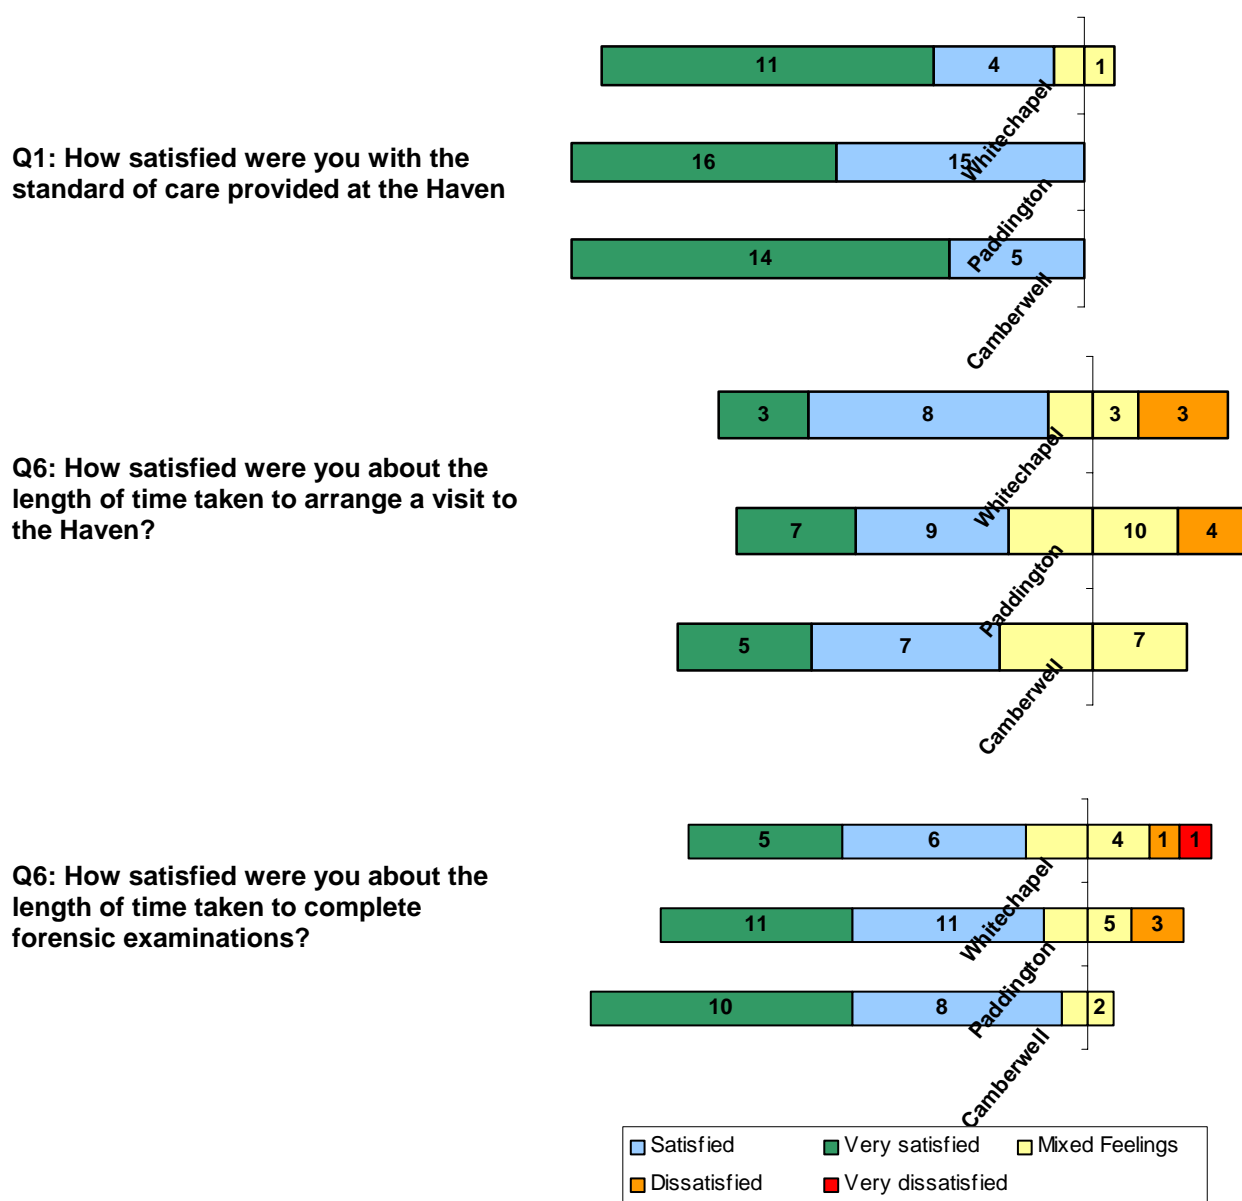 11 4 1
Whitechapel
Q1: How satisfied were you with the
standard of care provided at the Haven
16 15
Paddington
14 5
Camberwell
3 8 3 3
Whitechapel
Q6: How satisfied were you about the
length of time taken to arrange a visit to
the Haven?
7 9 10 4
Paddington
5 7 7
Camberwell
5 6 4 1 1
Whitechapel
Q6: How satisfied were you about the
length of time taken to complete
forensic examinations?
11 11 5 3
Paddington
10 8 2
Camberwell
Satisfied Very satisfied Mixed Feelings
Dissatisfied Very dissatisfied